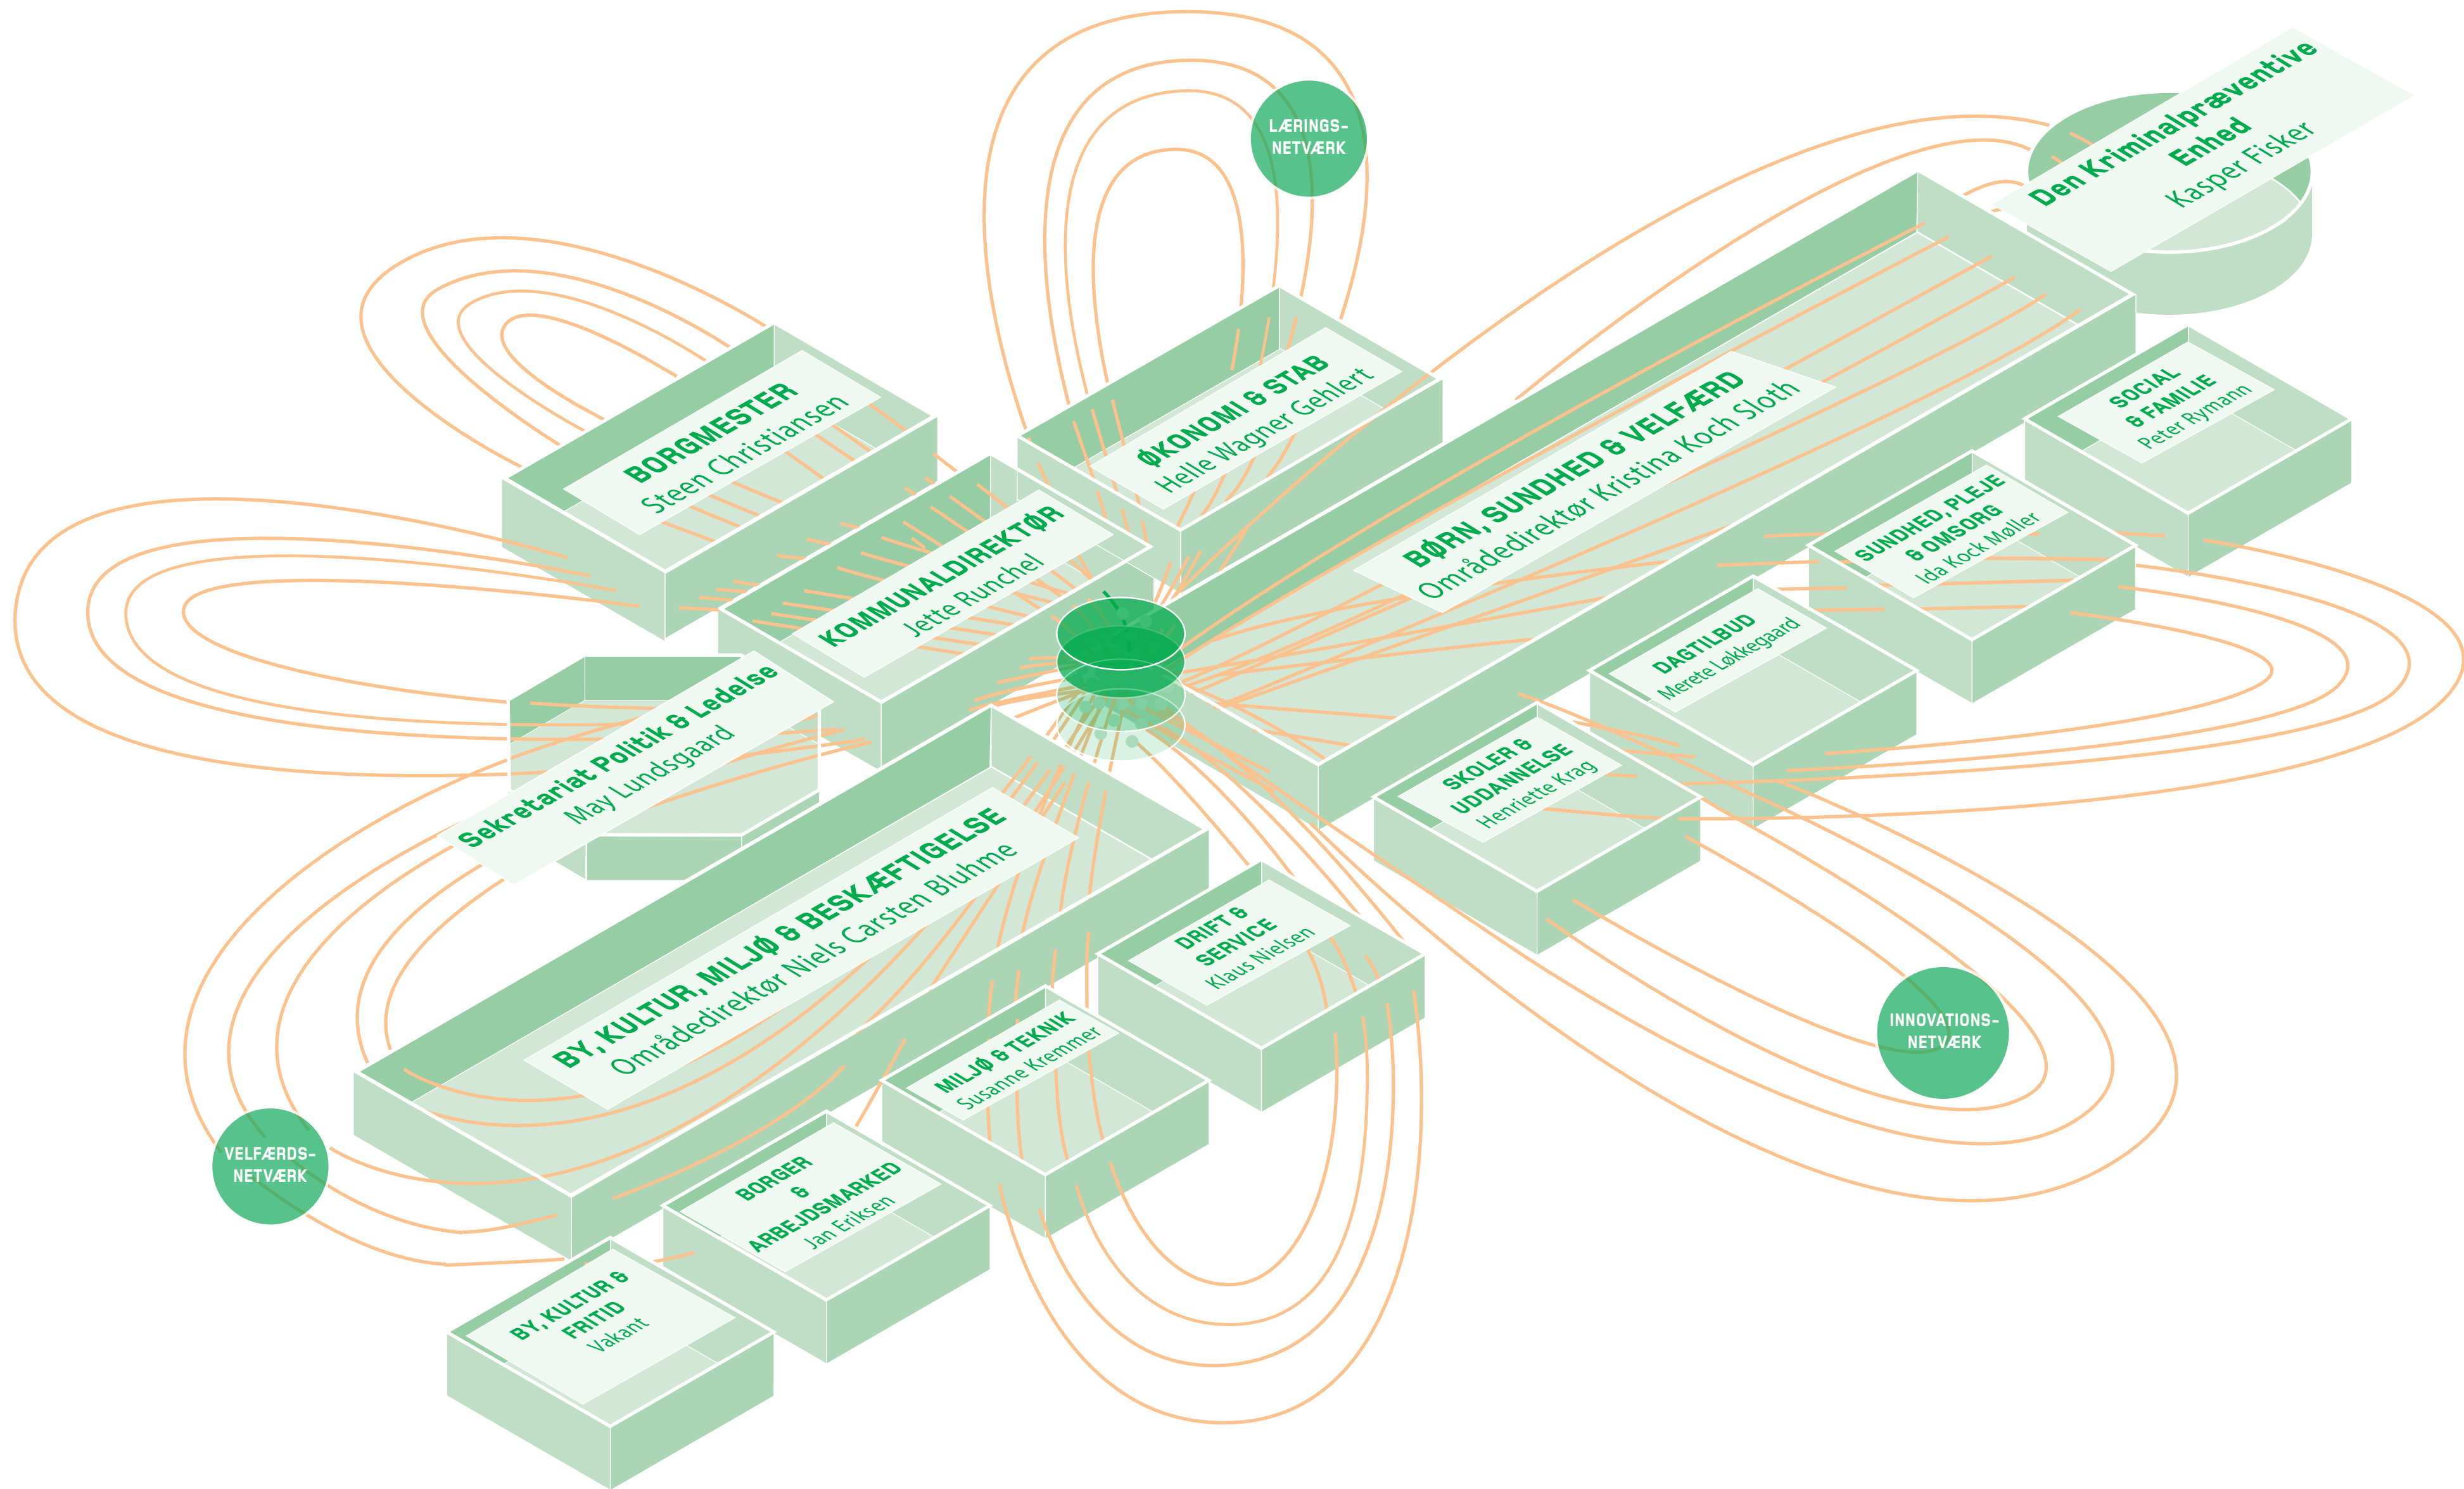 LÆRINGS-
NETVÆRK
Den Kriminalpræventive
Enhed
Kasper Fisker
BORGMESTER
Steen Christiansen
ØKONOMI & STAB
Helle Wagner Gehlert
BØRN, SUNDHED & VELFÆRD
Områdedirektør Kristina Koch Sloth
SOCIAL
& FAMILIE
Peter Rymann
KOMMUNALDIREKTØR
Jette Runchel
SUNDHED, PLEJE
& OMSORG
Ida Kock Møller
DAGTILBUD
Merete Løkkegaard
Sekretariat Politik & Ledelse
May Lundsgaard
SKOLER &
UDDANNELSE
Henriette Krag
BY, KULTUR, MILJØ & BESKÆFTIGELSE
Områdedirektør Niels Carsten Bluhme
DRIFT &
SERVICE
Klaus Nielsen
INNOVATIONS-
NETVÆRK
MILJØ & TEKNIK
Susanne Kremmer
VELFÆRDS-
NETVÆRK
BORGER
&
ARBEJDSMARKED
Jan Eriksen
BY, KULTUR &
FRITID
Vakant